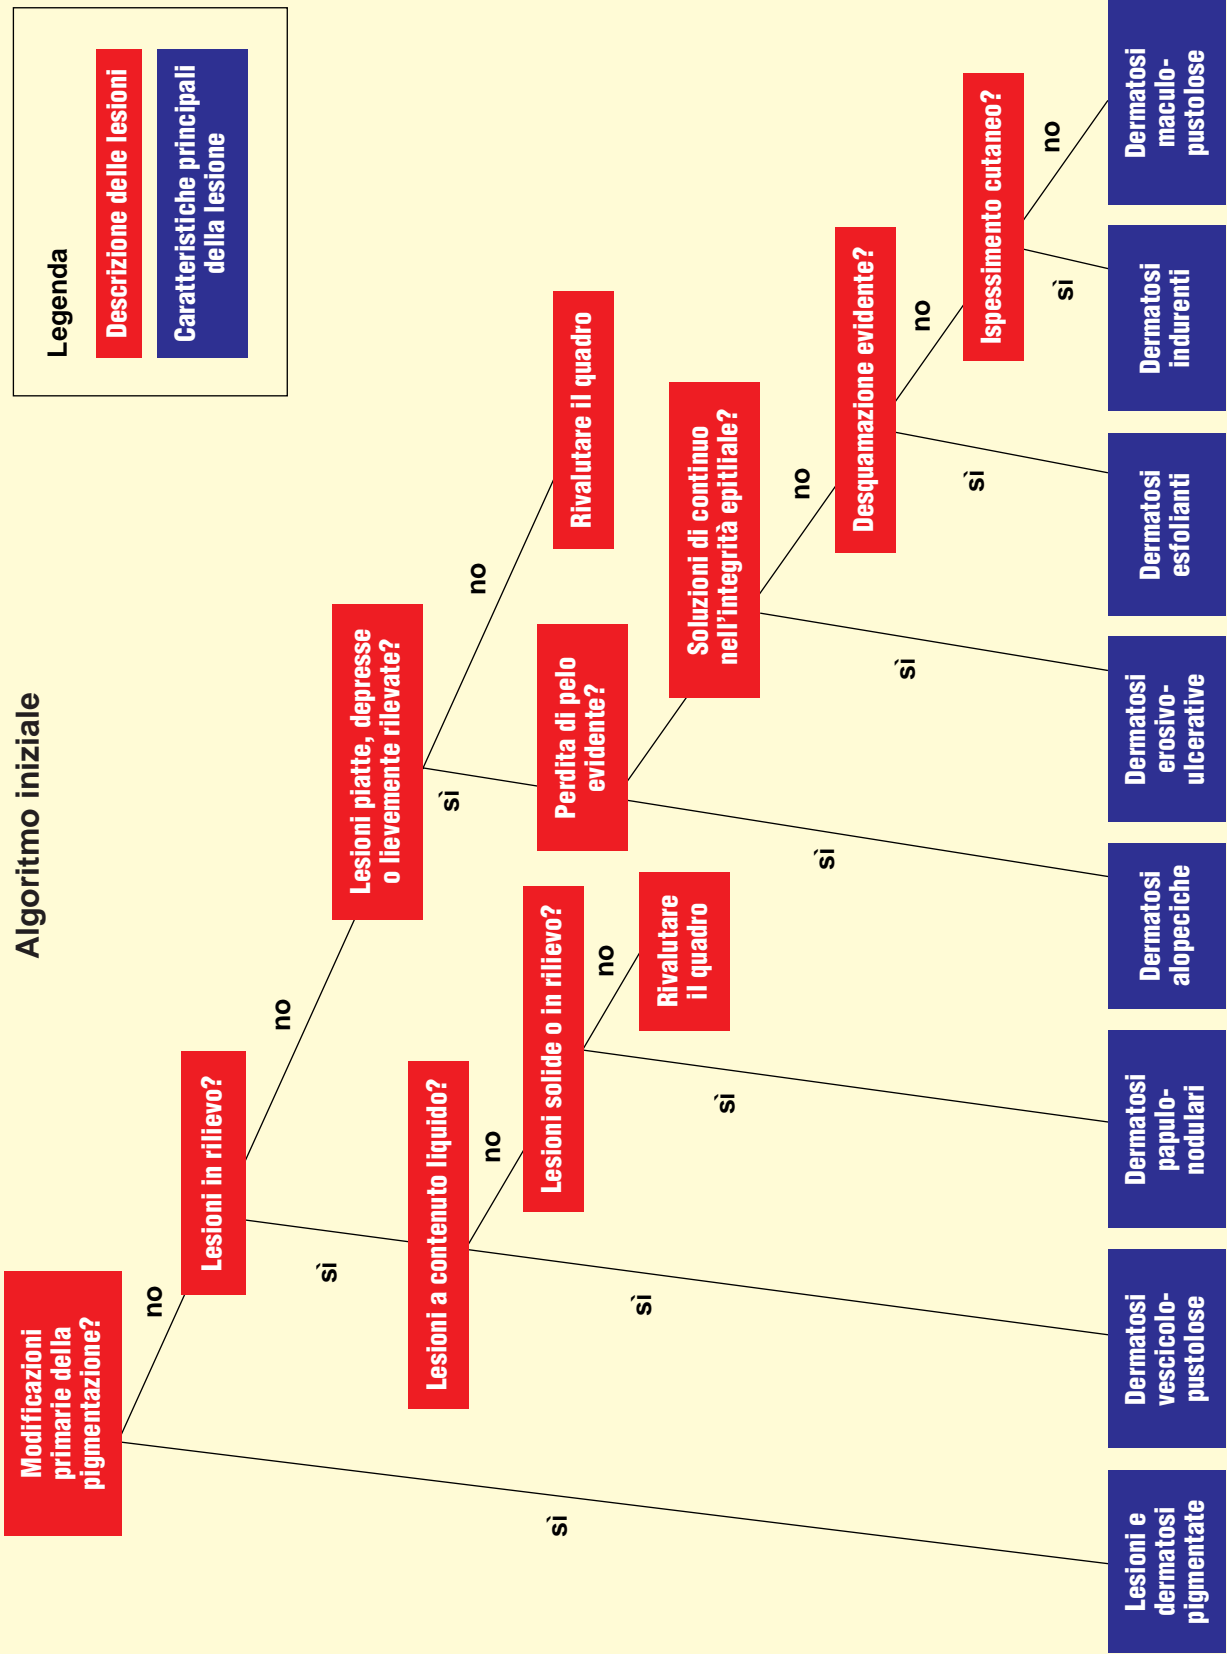 Algoritmo iniziale
Legenda
Descrizione delle lesioni
Caratteristiche principali
della lesione
Modificazioni
primarie della
pigmentazione?
no
sì
Lesioni in rilievo?
no
sì
Lesioni piatte, depresse
o lievemente rilevate?
no
sì
Rivalutare il quadro
Lesioni a contenuto liquido?
no
sì
Lesioni solide o in rilievo?
no
sì
Rivalutare
il quadro
Perdita di pelo
evidente?
sì
Soluzioni di continuo
nell'integrità epitliale?
no
sì
Desquamazione evidente?
no
sì
Ispessimento cutaneo?
no
sì
Lesioni e
dermatosi
pigmentate
Dermatosi
vescicolo-
pustolose
Dermatosi
papulo-
nodulari
Dermatosi
alopeciche
Dermatosi
erosivo-
ulcerative
Dermatosi
esfolianti
Dermatosi
indurenti
Dermatosi
maculo-
pustolose